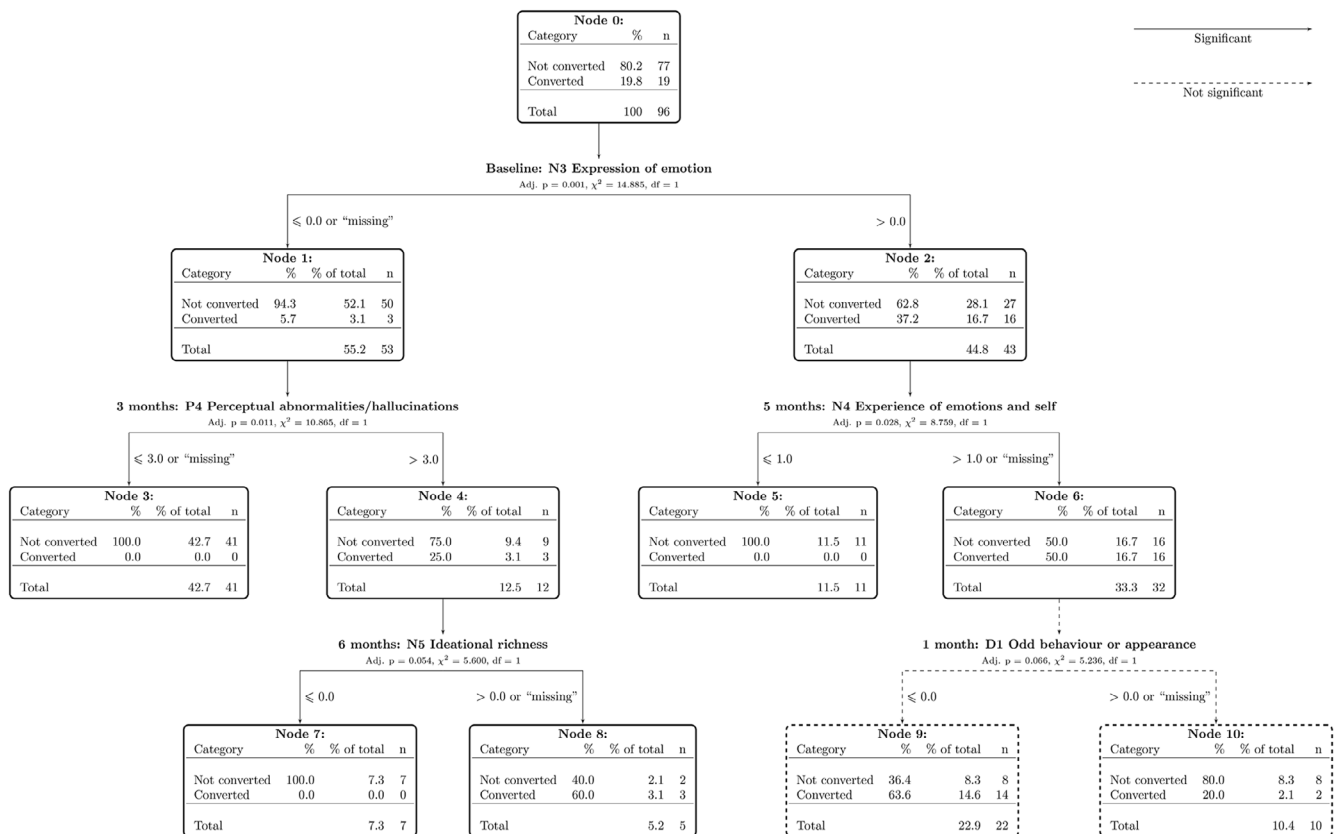 Node 0:
Category % n
Not converted 80.2 77
Converted 19.8 19
Total 100 96
Significant
Not significant
Baseline: N3 Expression of emotion
Adj. p = 0.001, χ² = 14.885, df = 1
⩽ 0.0 or “missing”
> 0.0
Node 1:
Category % % of total n
Not converted 94.3 52.1 50
Converted 5.7 3.1 3
Total 55.2 53
Node 2:
Category % % of total n
Not converted 62.8 28.1 27
Converted 37.2 16.7 16
Total 44.8 43
3 months: P4 Perceptual abnormalities/hallucinations
Adj. p = 0.011, χ² = 10.865, df = 1
⩽ 3.0 or “missing”
> 3.0
5 months: N4 Experience of emotions and self
Adj. p = 0.028, χ² = 8.759, df = 1
⩽ 1.0
> 1.0 or “missing”
Node 3:
Category % % of total n
Not converted 100.0 42.7 41
Converted 0.0 0.0 0
Total 42.7 41
Node 4:
Category % % of total n
Not converted 75.0 9.4 9
Converted 25.0 3.1 3
Total 12.5 12
Node 5:
Category % % of total n
Not converted 100.0 11.5 11
Converted 0.0 0.0 0
Total 11.5 11
Node 6:
Category % % of total n
Not converted 50.0 16.7 16
Converted 50.0 16.7 16
Total 33.3 32
6 months: N5 Ideational richness
Adj. p = 0.054, χ² = 5.600, df = 1
⩽ 0.0
> 0.0 or “missing”
1 month: D1 Odd behaviour or appearance
Adj. p = 0.066, χ² = 5.236, df = 1
⩽ 0.0
> 0.0 or “missing”
Node 7:
Category % % of total n
Not converted 100.0 7.3 7
Converted 0.0 0.0 0
Total 7.3 7
Node 8:
Category % % of total n
Not converted 40.0 2.1 2
Converted 60.0 3.1 3
Total 5.2 5
Node 9:
Category % % of total n
Not converted 36.4 8.3 8
Converted 63.6 14.6 14
Total 22.9 22
Node 10:
Category % % of total n
Not converted 80.0 8.3 8
Converted 20.0 2.1 2
Total 10.4 10